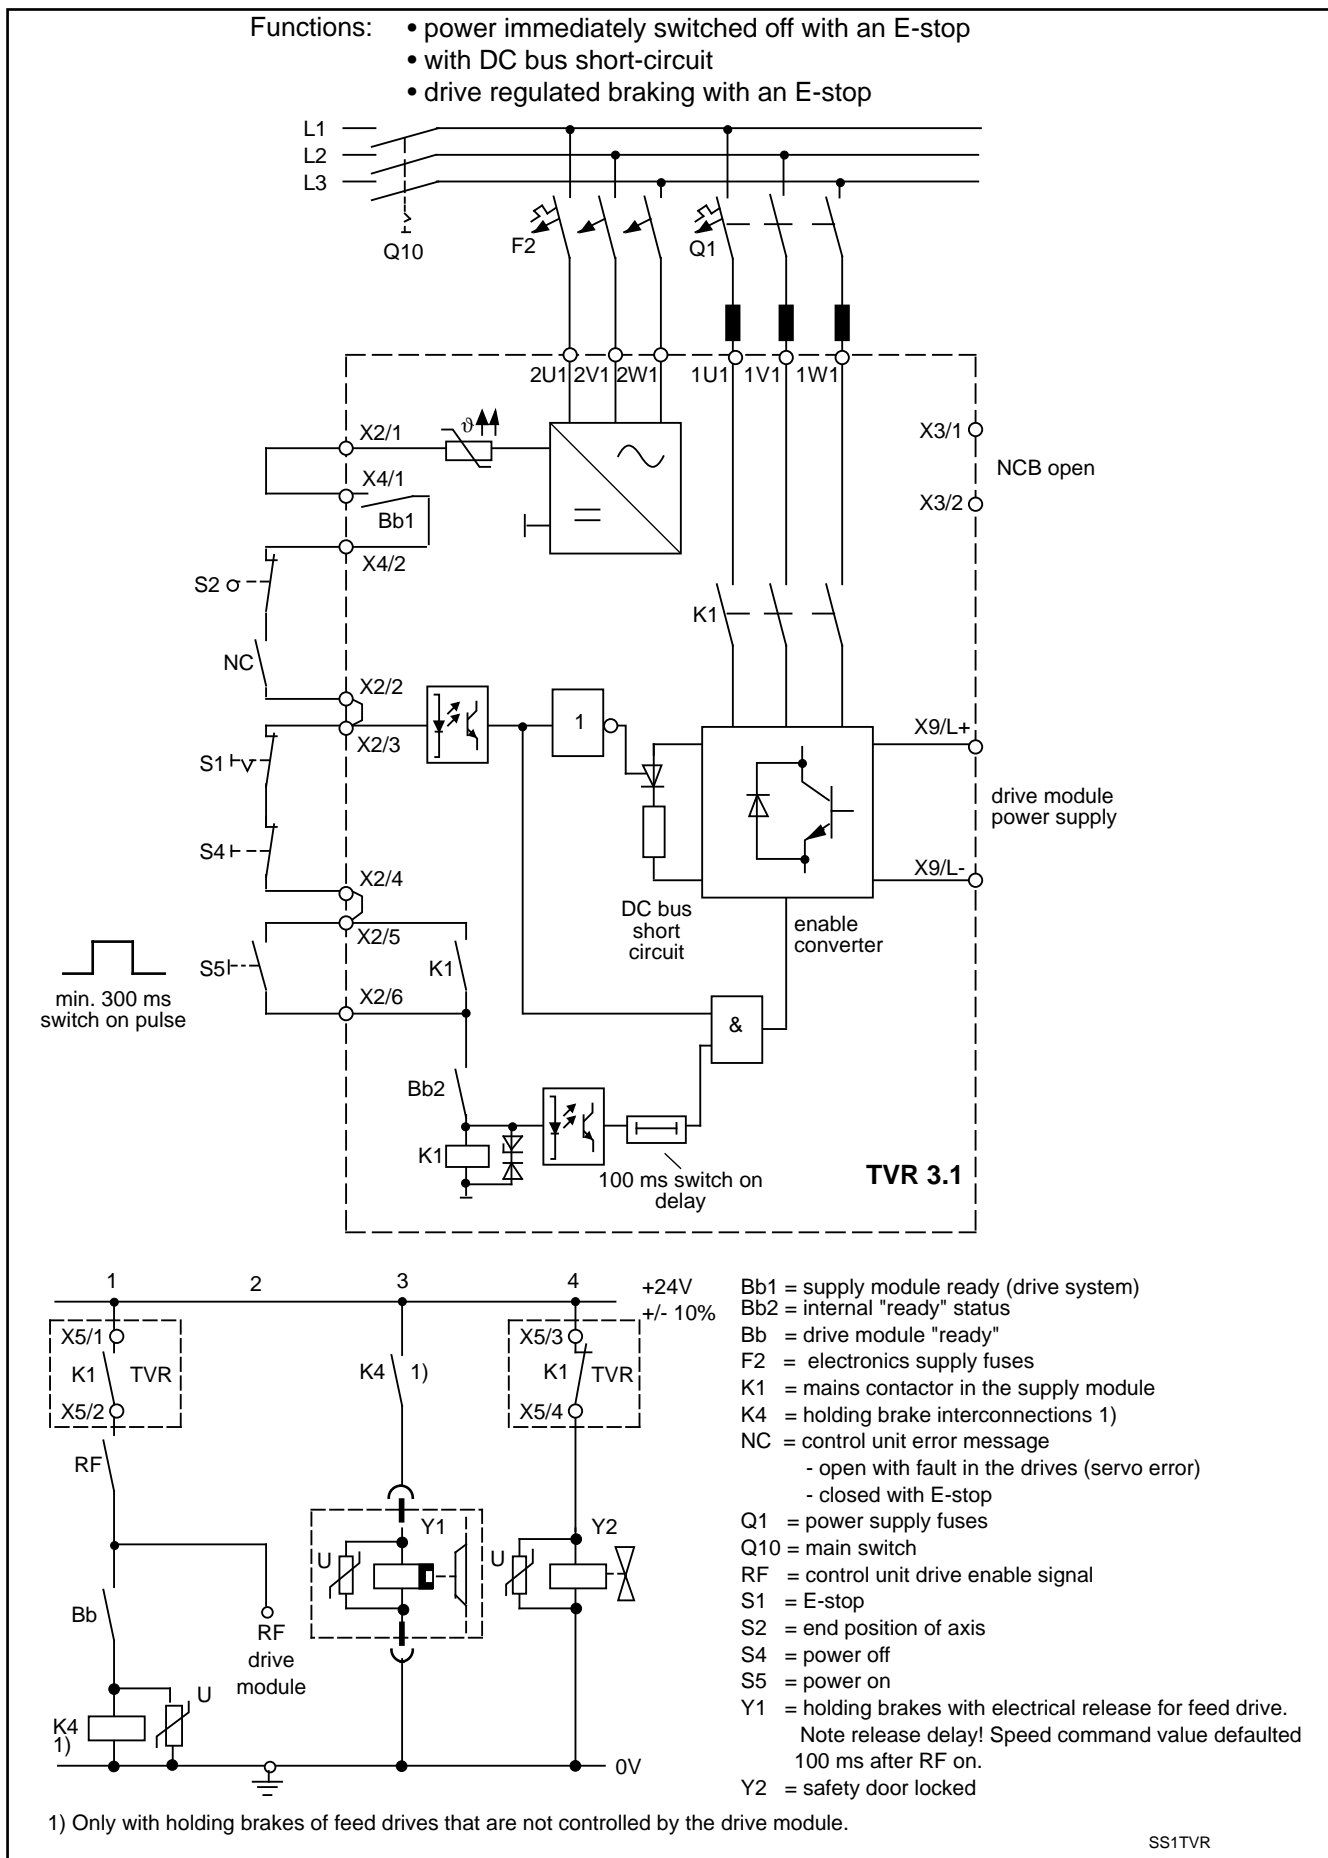 Functions: • power immediately switched off with an E-stop
• with DC bus short-circuit
• drive regulated braking with an E-stop
L1
L2
L3
Q10
F2
Q1
2U1 2V1 2W1 1U1 1V1 1W1
X2/1
ϑ
X3/1
NCB open
X4/1
Bb1
X3/2
X4/2
S2
K1
NC
X2/2
1
X9/L+
X2/3
S1
drive module
power supply
S4
X2/4
X9/L-
DC bus
short
circuit
enable
converter
X2/5
S5
K1
min. 300 ms
switch on pulse
X2/6
&
Bb2
K1
100 ms switch on
delay
TVR 3.1
1 2 3 4 +24V
+/- 10%
X5/1
K1 TVR
X5/2
K4 1)
X5/3
K1 TVR
X5/4
RF
Y1
U
Y2
U
Bb
RF
drive
module
U
K4
1)
0V
Bb1 = supply module ready (drive system)
Bb2 = internal "ready" status
Bb = drive module "ready"
F2 = electronics supply fuses
K1 = mains contactor in the supply module
K4 = holding brake interconnections 1)
NC = control unit error message
- open with fault in the drives (servo error)
- closed with E-stop
Q1 = power supply fuses
Q10 = main switch
RF = control unit drive enable signal
S1 = E-stop
S2 = end position of axis
S4 = power off
S5 = power on
Y1 = holding brakes with electrical release for feed drive.
Note release delay! Speed command value defaulted
100 ms after RF on.
Y2 = safety door locked
1) Only with holding brakes of feed drives that are not controlled by the drive module.
SS1TVR